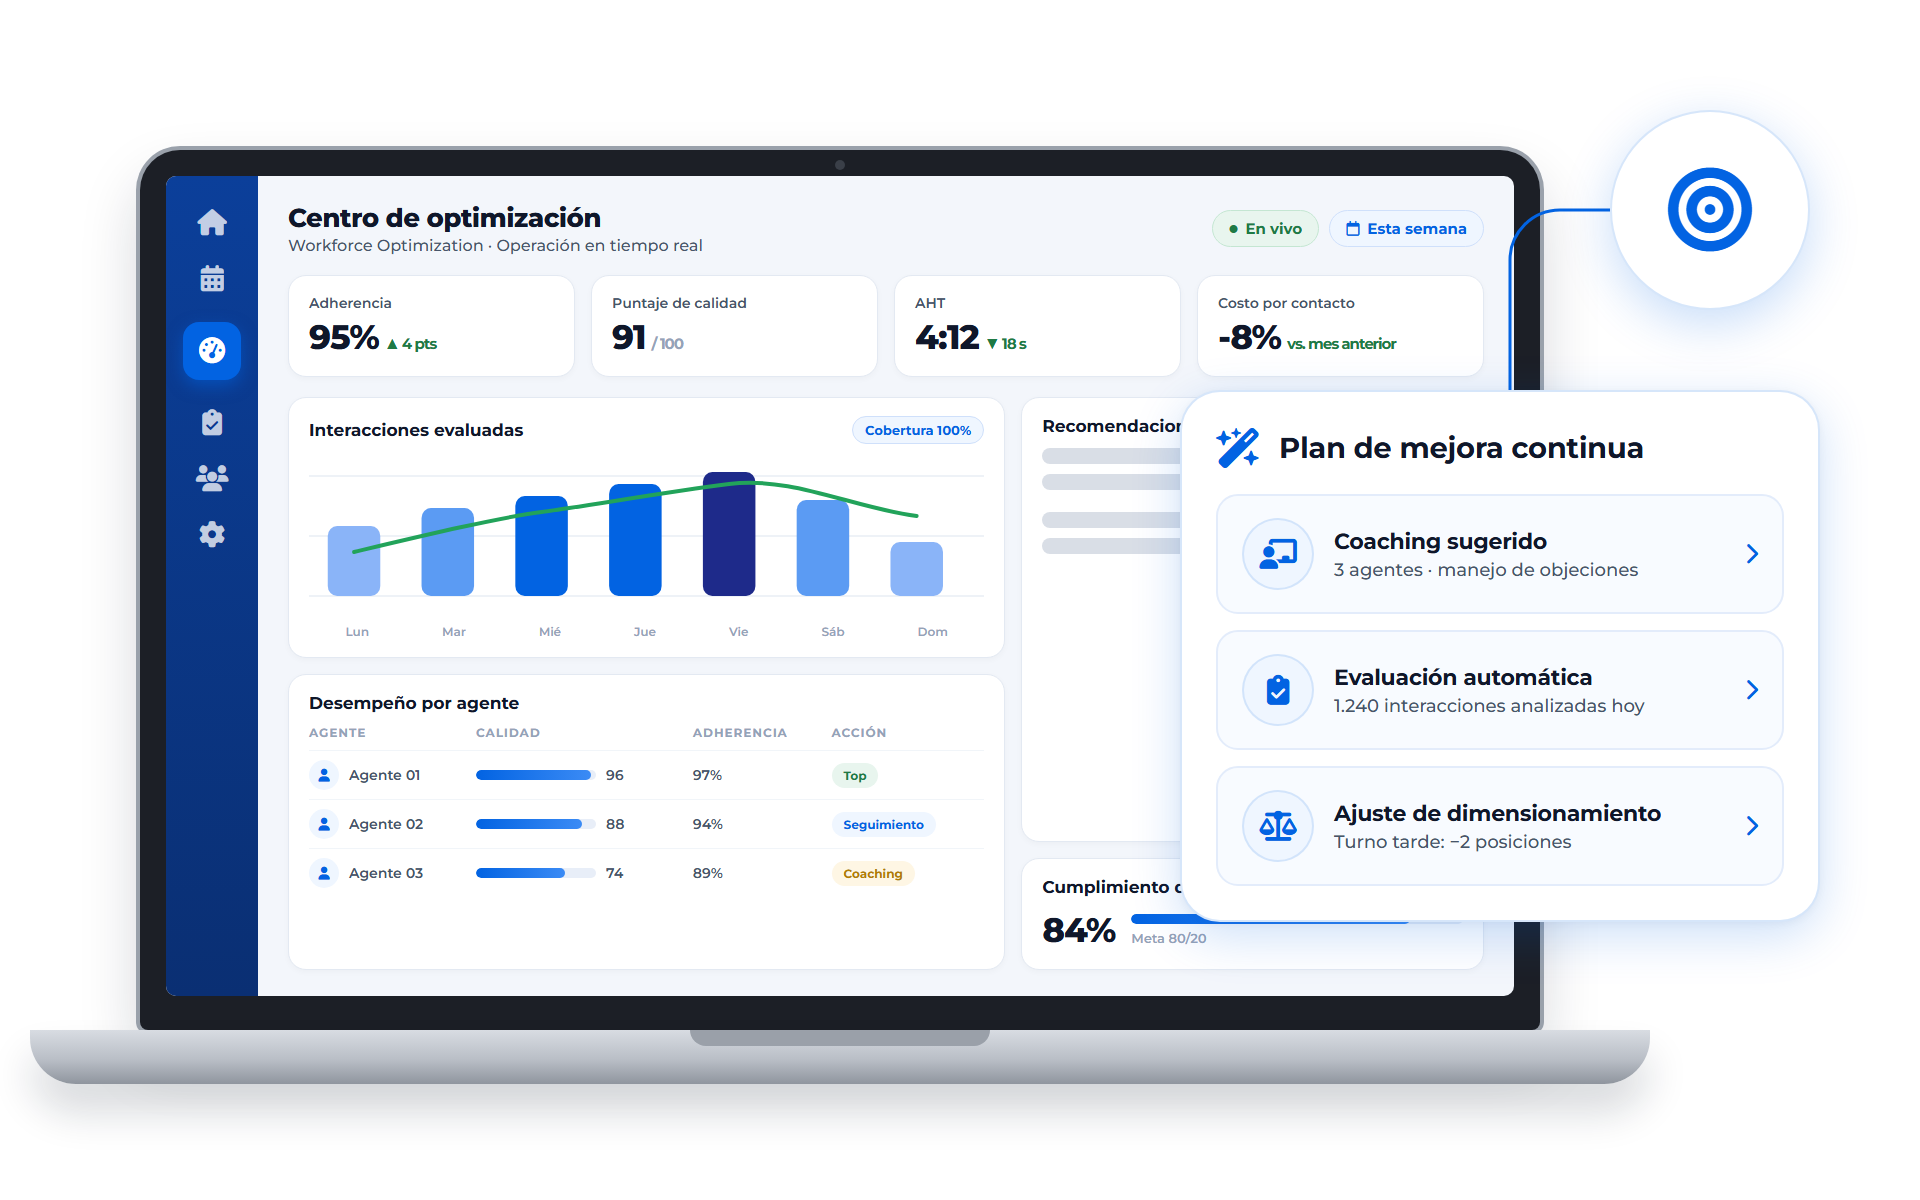 Centro de optimización
Workforce Optimization · Operación en tiempo real
En vivo
Esta semana
Adherencia
95% ▲ 4 pts
Puntaje de calidad
91 / 100
AHT
4:12 ▼ 18 s
Costo por contacto
-8% vs. mes anterior
Interacciones evaluadas
Cobertura 100%
Lun Mar Mié Jue Vie Sáb Dom
Desempeño por agente
AGENTE CALIDAD ADHERENCIA ACCIÓN
Agente 01 96 97% Top
Agente 02 88 94% Seguimiento
Agente 03 74 89% Coaching
Cumplimiento
84%
Meta 80/20
Plan de mejora continua
Coaching sugerido
3 agentes · manejo de objeciones
Evaluación automática
1.240 interacciones analizadas hoy
Ajuste de dimensionamiento
Turno tarde: −2 posiciones